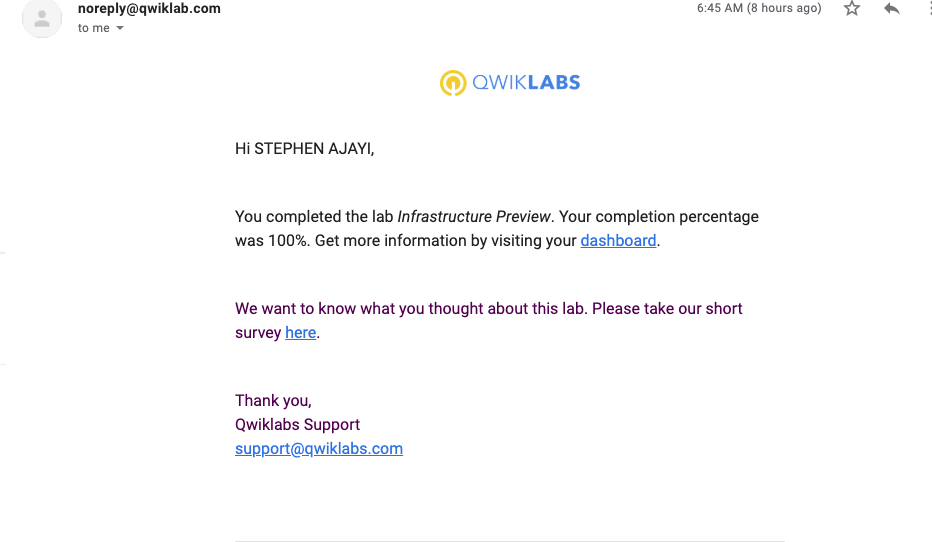 noreply@qwiklab.com
6:45 AM (8 hours ago)
to me
QWIKLABS
Hi STEPHEN AJAYI,
You completed the lab Infrastructure Preview. Your completion percentage
was 100%. Get more information by visiting your dashboard.
We want to know what you thought about this lab. Please take our short
survey here.
Thank you,
Qwiklabs Support
support@qwiklabs.com